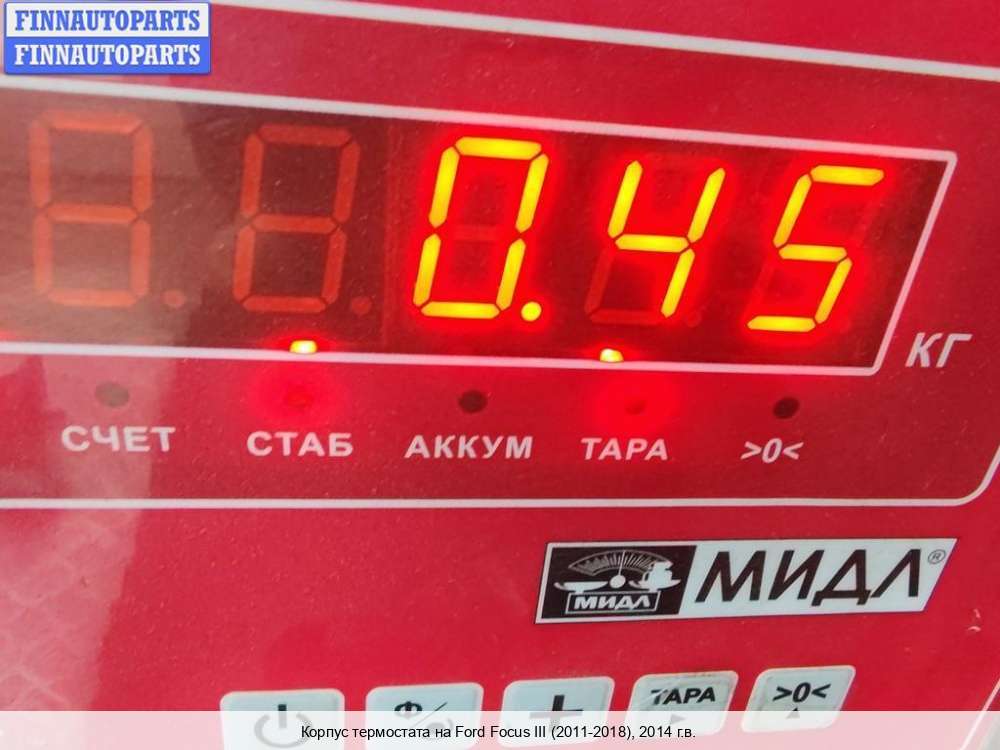 FINNAUTOPARTS
FINNAUTOPARTS
0.45
КГ
СЧЕТ СТАБ АККУМ ТАРА >0<
МИДЛ МИДЛ®
Ф/ + ТАРА >0<
Корпус термостата на Ford Focus III (2011-2018), 2014 г.в.